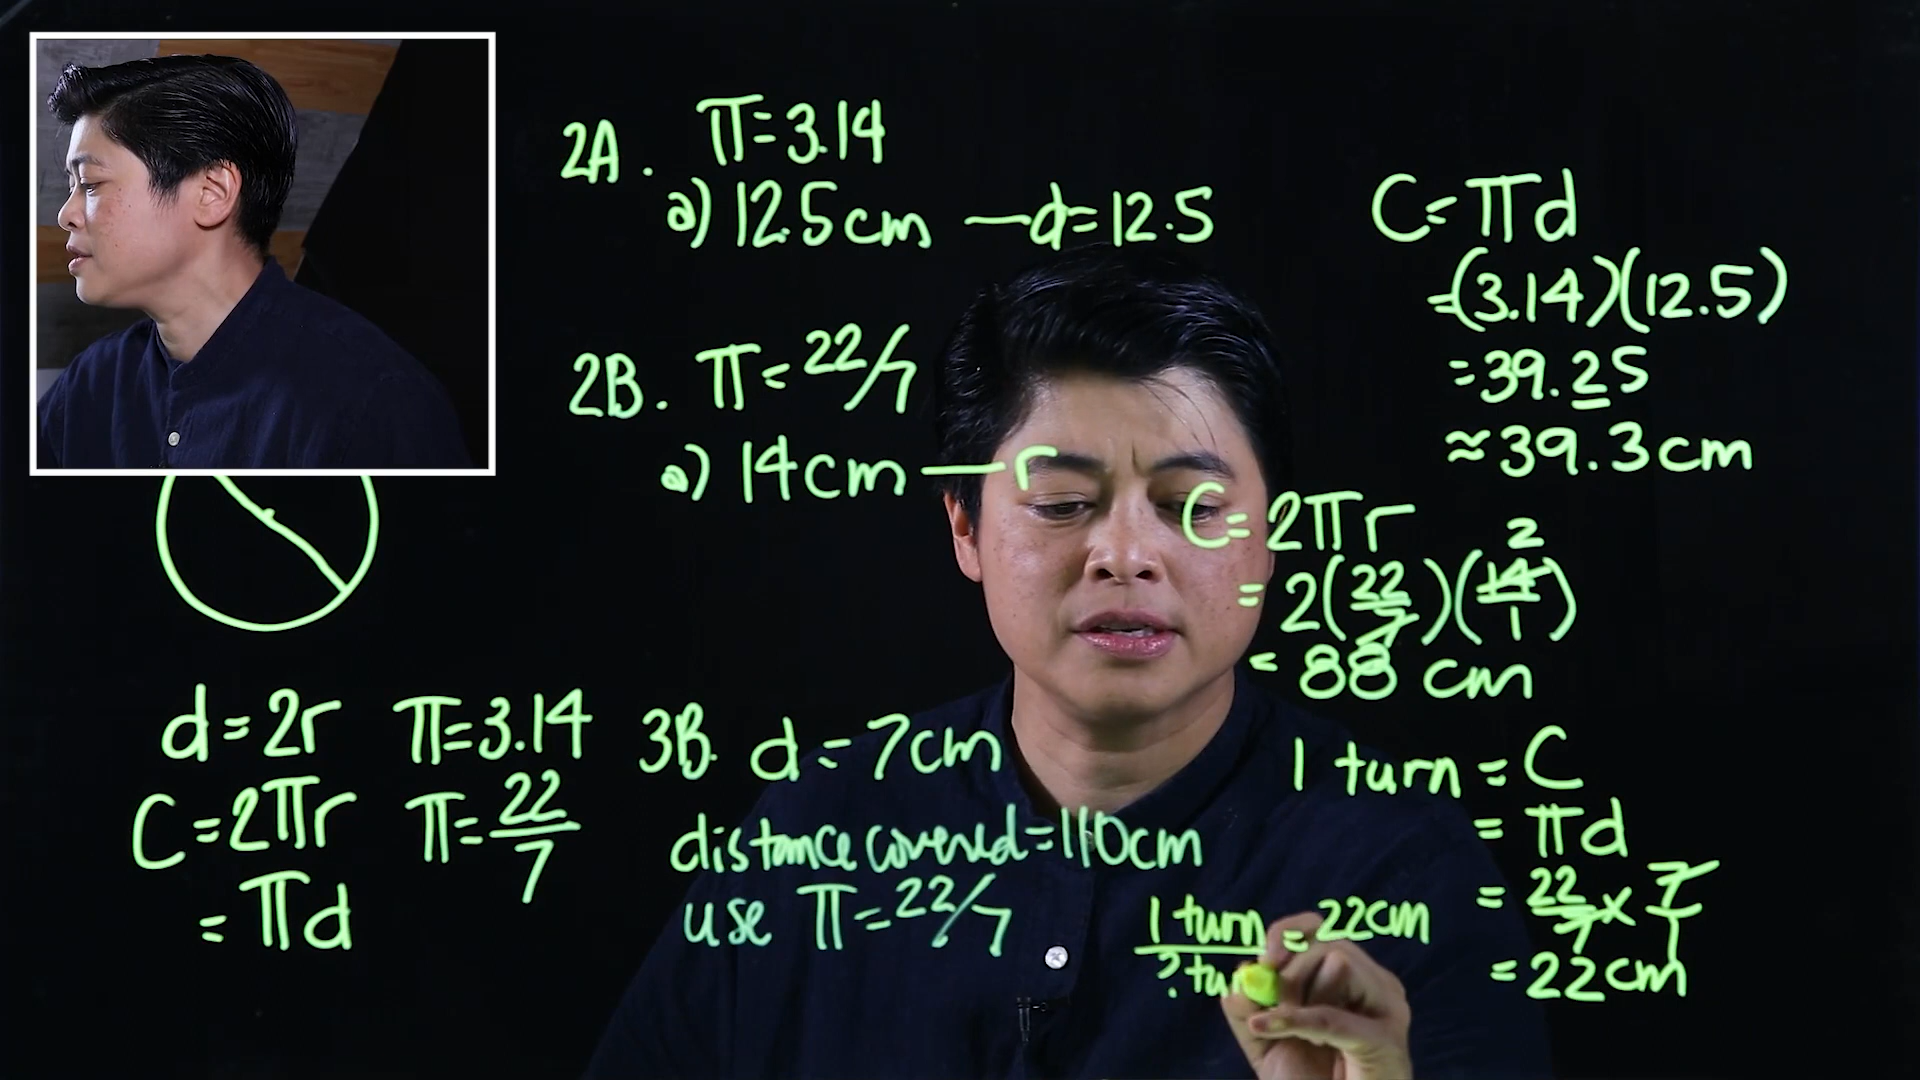 2A. π=3.14
a) 12.5cm — d=12.5
C=πd
=(3.14)(12.5)
=39.25
≈39.3cm
2B. π=22/7
a) 14cm — r
C=2πr
=2(22/7)(14/1) 2
=88 cm
d=2r π=3.14
C=2πr π=22/7
=πd
3B. d=7cm
distance covered=110cm
use π=22/7
1 turn=C
=πd
=22/7×7/1
=22cm
1 turn=22cm
? tur